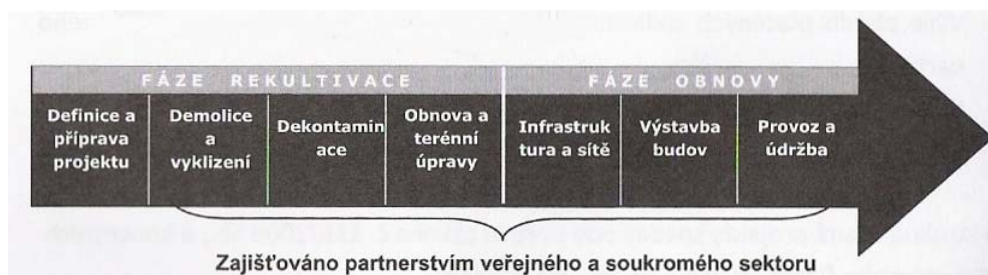 FÁZE REKULTIVACE
FÁZE OBNOVY
Definice a
příprava
projektu
Demolice
a
vyklizení
Dekontamin
ace
Obnova a
terénní
úpravy
Infrastruk
tura a sítě
Výstavba
budov
Provoz a
údržba
Zajišťováno partnerstvím veřejného a soukromého sektoru